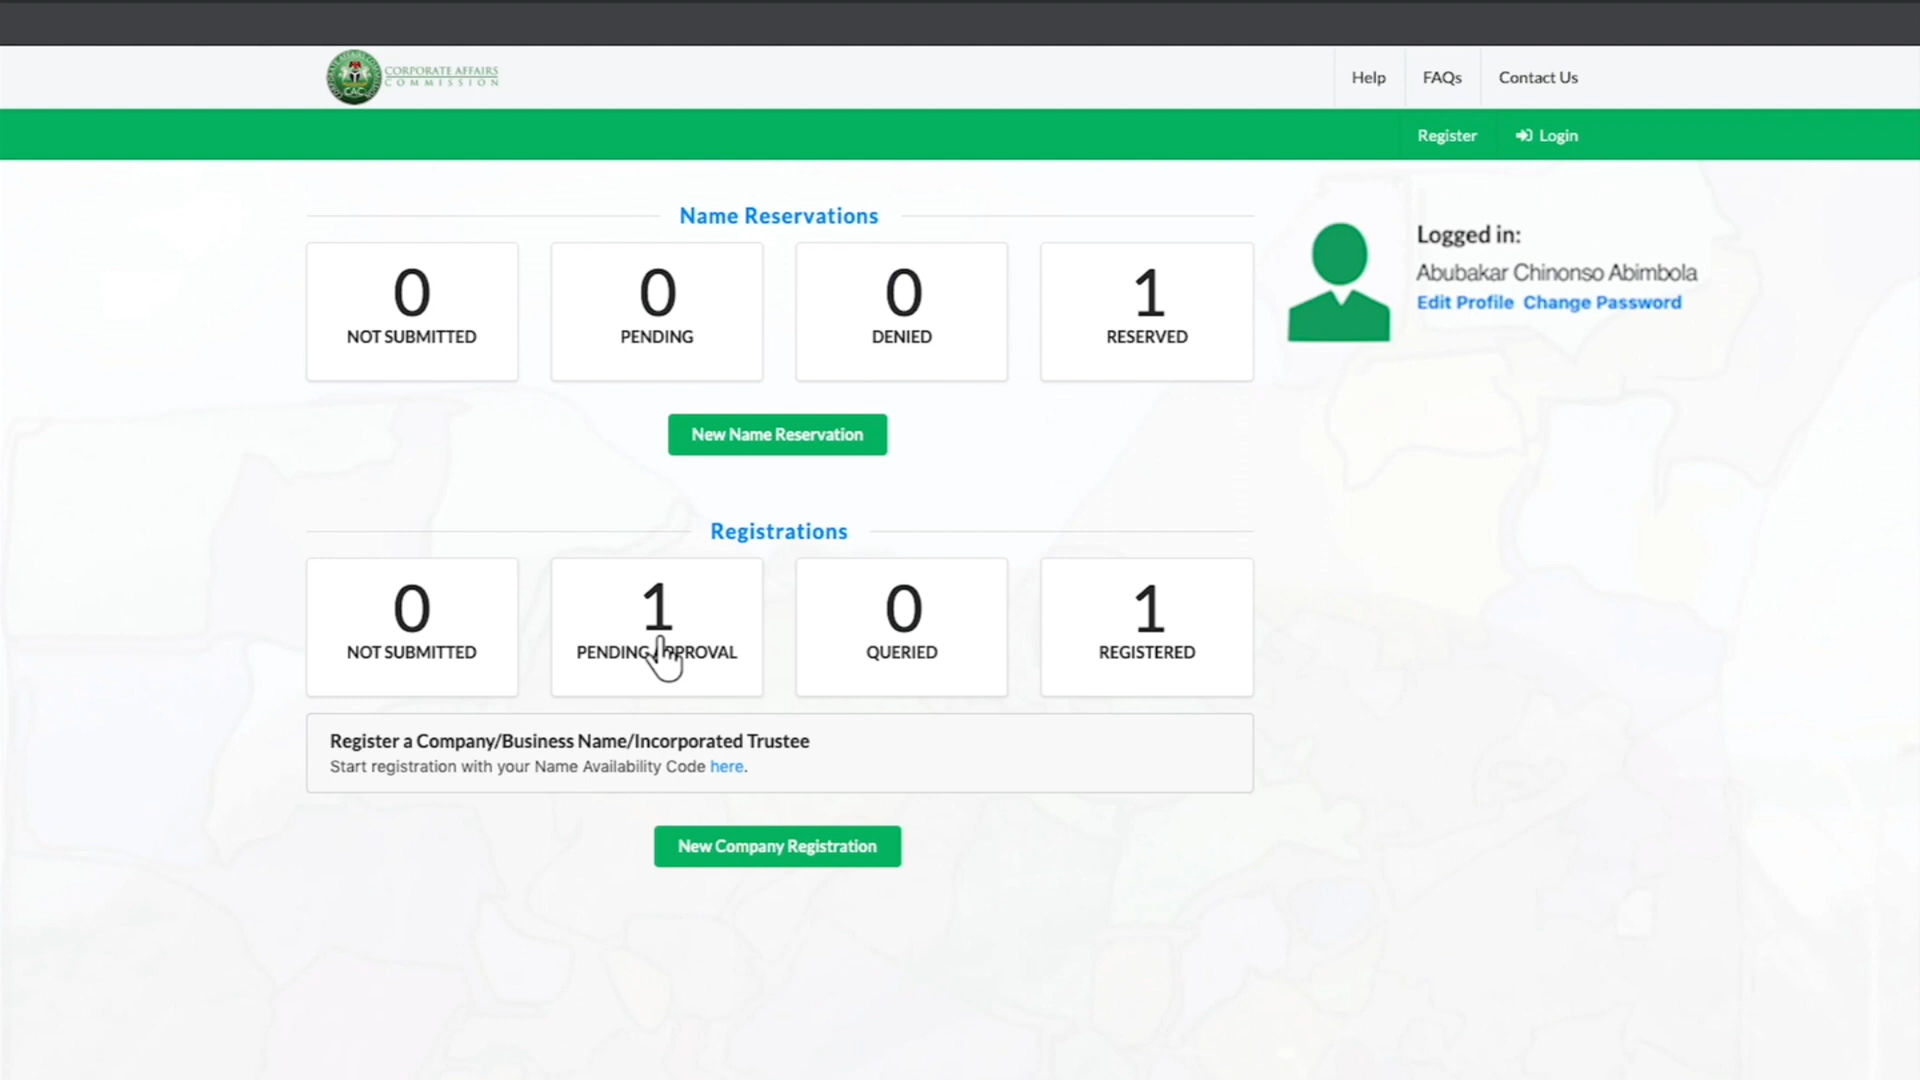 CORPORATE AFFAIRS
COMMISSION
CAC
Help
FAQs
Contact Us
Register
Login
Name Reservations
0
NOT SUBMITTED
0
PENDING
0
DENIED
1
RESERVED
Logged in:
Abubakar Chinonso Abimbola
Edit Profile Change Password
New Name Reservation
Registrations
0
NOT SUBMITTED
1
PENDING APPROVAL
0
QUERIED
1
REGISTERED
Register a Company/Business Name/Incorporated Trustee
Start registration with your Name Availability Code here.
New Company Registration